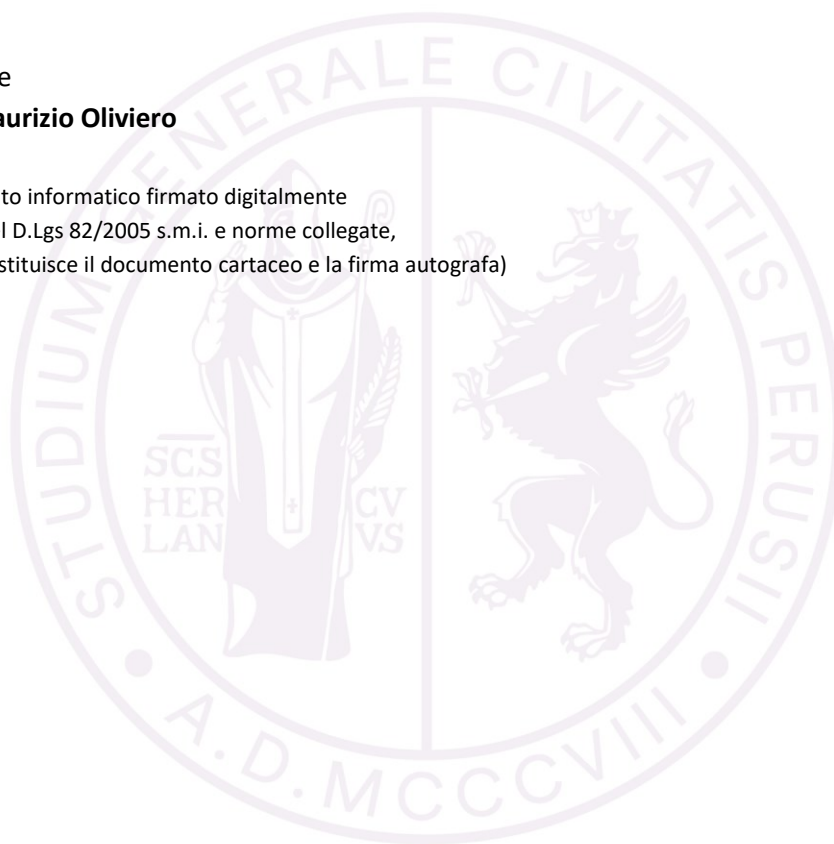 e
aurizio Oliviero
to informatico firmato digitalmente
l D.Lgs 82/2005 s.m.i. e norme collegate,
stituisce il documento cartaceo e la firma autografa)
STUDIUM GENERALE CIVITATIS PERUSII
SCS
HER CV
LAN VS
• A.D. MCCCVIII •